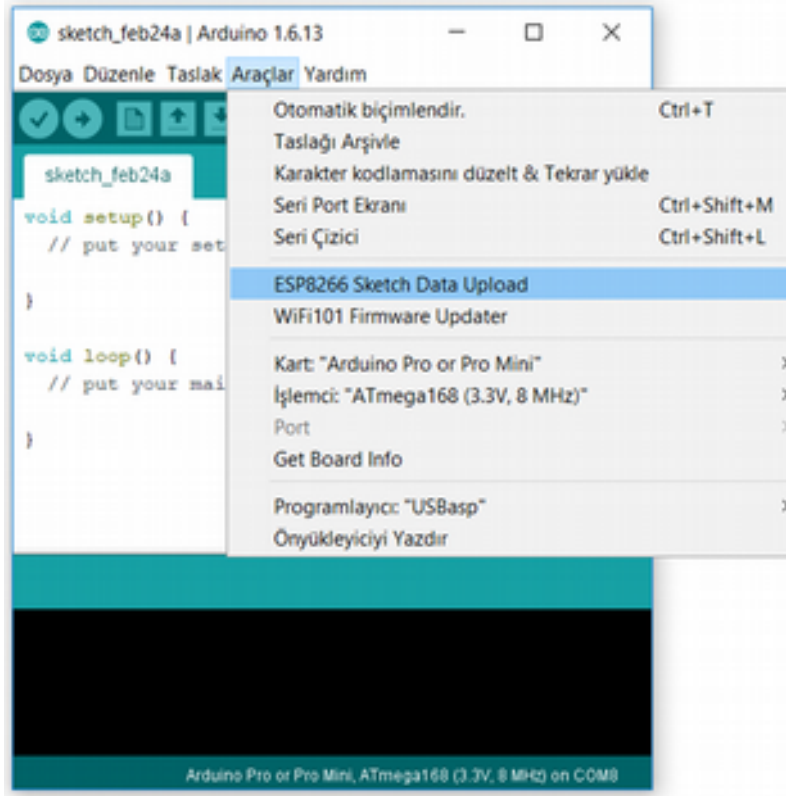 sketch_feb24a | Arduino 1.6.13
Dosya Düzenle Taslak Araçlar Yardım
Otomatik biçimlendir. Ctrl+T
Taslağı Arşivle
Karakter kodlamasını düzelt & Tekrar yükle
Seri Port Ekranı Ctrl+Shift+M
Seri Çizici Ctrl+Shift+L
ESP8266 Sketch Data Upload
WiFi101 Firmware Updater
Kart: "Arduino Pro or Pro Mini"
İşlemci: "ATmega168 (3.3V, 8 MHz)"
Port
Get Board Info
Programlayıcı: "USBasp"
Önyükleyiciyi Yazdır
sketch_feb24a
void setup() {
// put your set
}
void loop() {
// put your mai
}
Arduino Pro or Pro Mini, ATmega168 (3.3V, 8 MHz) on COM8